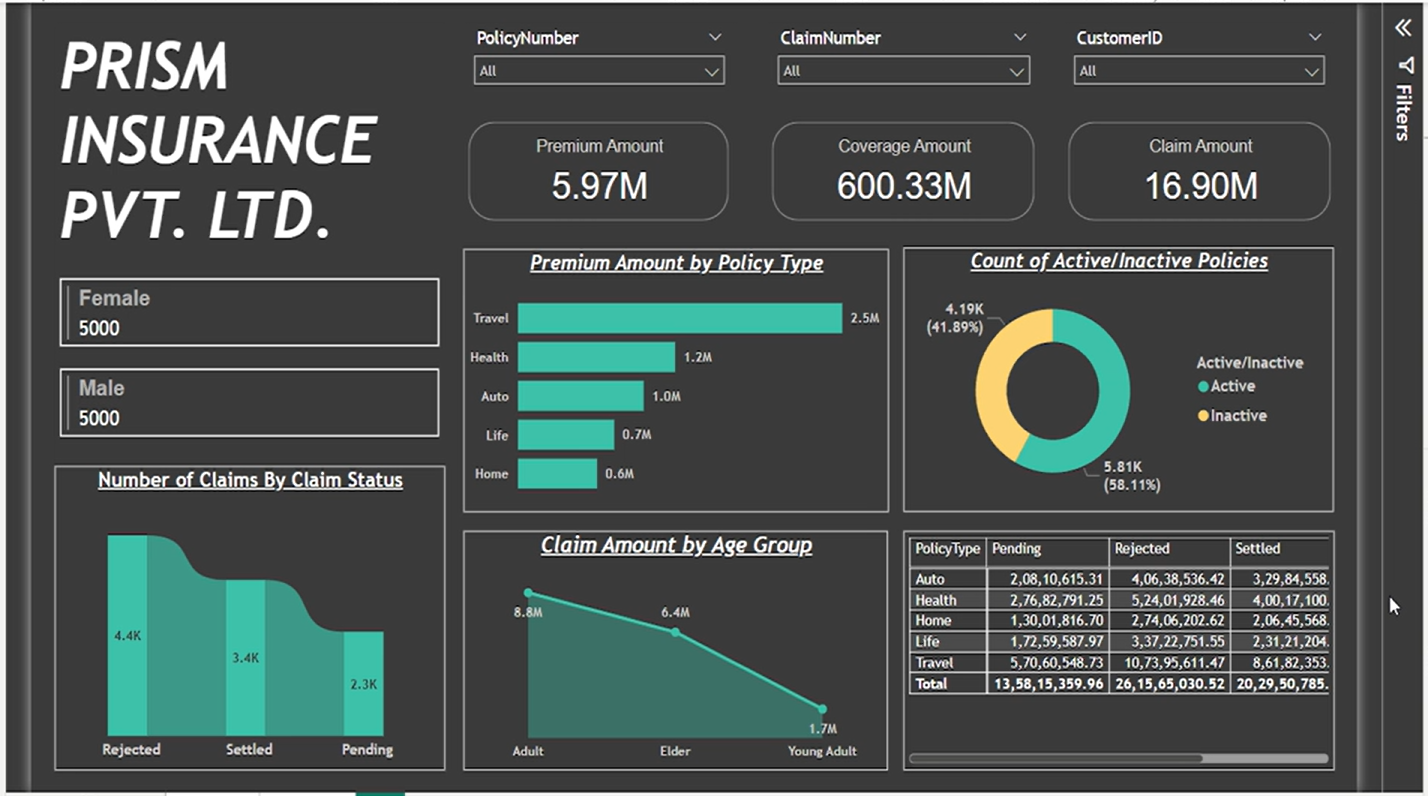 PRISM
INSURANCE
PVT. LTD.
PolicyNumber
All
ClaimNumber
All
CustomerID
All
Filters
Premium Amount
5.97M
Coverage Amount
600.33M
Claim Amount
16.90M
Female
5000
Male
5000
Premium Amount by Policy Type
Travel 2.5M
Health 1.2M
Auto 1.0M
Life 0.7M
Home 0.6M
Count of Active/Inactive Policies
4.19K
(41.89%)
5.81K
(58.11%)
Active/Inactive
Active
Inactive
Number of Claims By Claim Status
4.4K
3.4K
2.3K
Rejected Settled Pending
Claim Amount by Age Group
8.8M
6.4M
1.7M
Adult Elder Young Adult
PolicyType Pending Rejected Settled
Auto 2,08,10,615.31 4,06,38,536.42 3,29,84,558.
Health 2,76,82,791.25 5,24,01,928.46 4,00,17,100.
Home 1,30,01,816.70 2,74,06,202.62 2,06,45,568.
Life 1,72,59,587.97 3,37,22,751.55 2,31,21,204.
Travel 5,70,60,548.73 10,73,95,611.47 8,61,82,353.
Total 13,58,15,359.96 26,15,65,030.52 20,29,50,785.